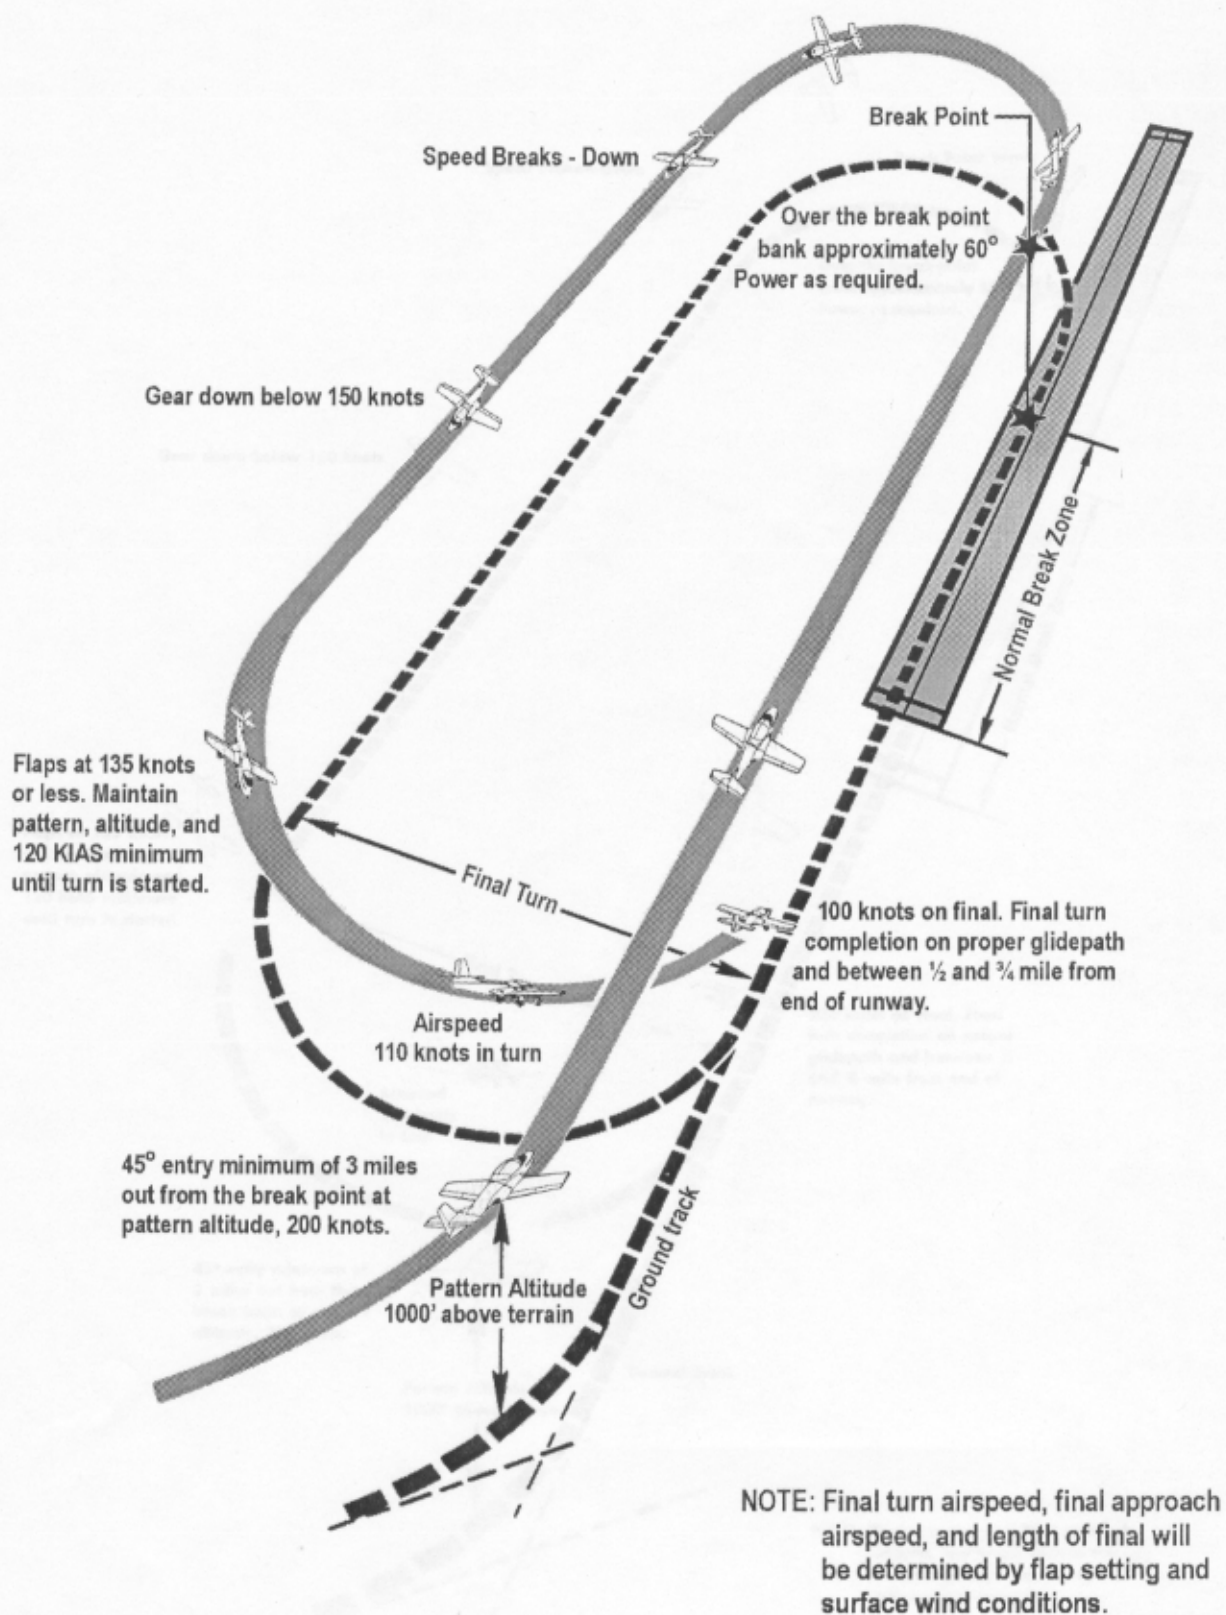 Break Point
Speed Breaks - Down
Over the break point
bank approximately 60°
Power as required.
Gear down below 150 knots
Normal Break Zone
Flaps at 135 knots
or less. Maintain
pattern, altitude, and
120 KIAS minimum
until turn is started.
Final Turn
100 knots on final. Final turn
completion on proper glidepath
and between ½ and ¾ mile from
end of runway.
Airspeed
110 knots in turn
45° entry minimum of 3 miles
out from the break point at
pattern altitude, 200 knots.
Ground track
Pattern Altitude
1000' above terrain
NOTE: Final turn airspeed, final approach
airspeed, and length of final will
be determined by flap setting and
surface wind conditions.